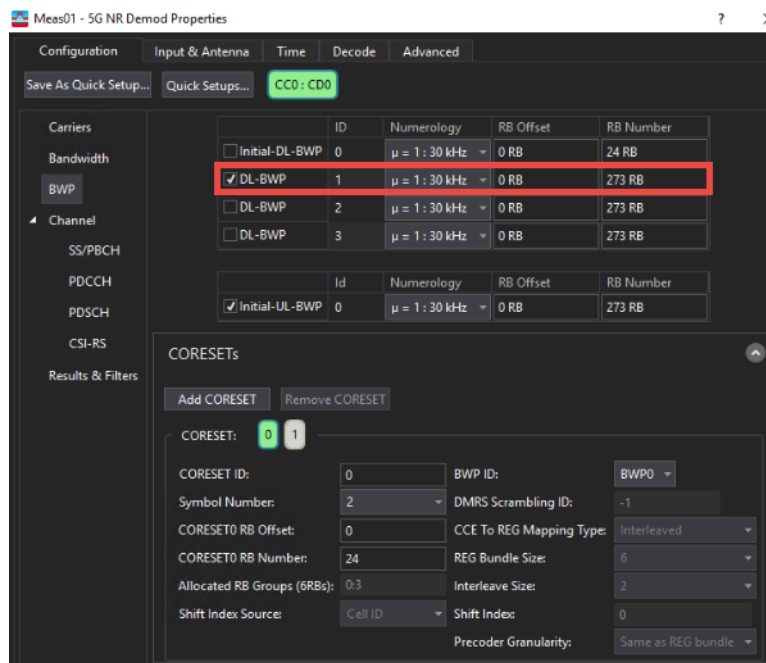 Meas01 - 5G NR Demod Properties ?
Configuration Input & Antenna Time Decode Advanced
Save As Quick Setup... Quick Setups... CC0 : CD0
Carriers
Bandwidth
BWP
Channel
SS/PBCH
PDCCH
PDSCH
CSI-RS
Results & Filters
ID Numerology RB Offset RB Number
Initial-DL-BWP 0 μ = 1 : 30 kHz 0 RB 24 RB
DL-BWP 1 μ = 1 : 30 kHz 0 RB 273 RB
DL-BWP 2 μ = 1 : 30 kHz 0 RB 273 RB
DL-BWP 3 μ = 1 : 30 kHz 0 RB 273 RB
Id Numerology RB Offset RB Number
Initial-UL-BWP 0 μ = 1 : 30 kHz 0 RB 273 RB
CORESETs
Add CORESET Remove CORESET
CORESET: 0 1
CORESET ID: 0 BWP ID: BWP0
Symbol Number: 2 DMRS Scrambling ID: -1
CORESET0 RB Offset: 0 CCE To REG Mapping Type: Interleaved
CORESET0 RB Number: 24 REG Bundle Size: 6
Allocated RB Groups (6RBs): 0:3 Interleave Size: 2
Shift Index Source: Cell ID Shift Index: 0
Precoder Granularity: Same as REG bundle